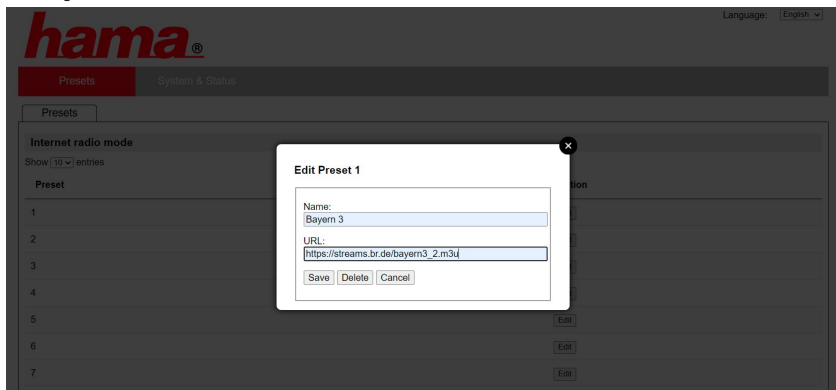 Language: English
hama®
Presets System & Status
Presets
Internet radio mode
Show 10 entries
Preset
1
2
3
4
5 Edit
6 Edit
7 Edit
Edit Preset 1
Name:
Bayern 3
URL:
https://streams.br.de/bayern3_2.m3u
Save Delete Cancel